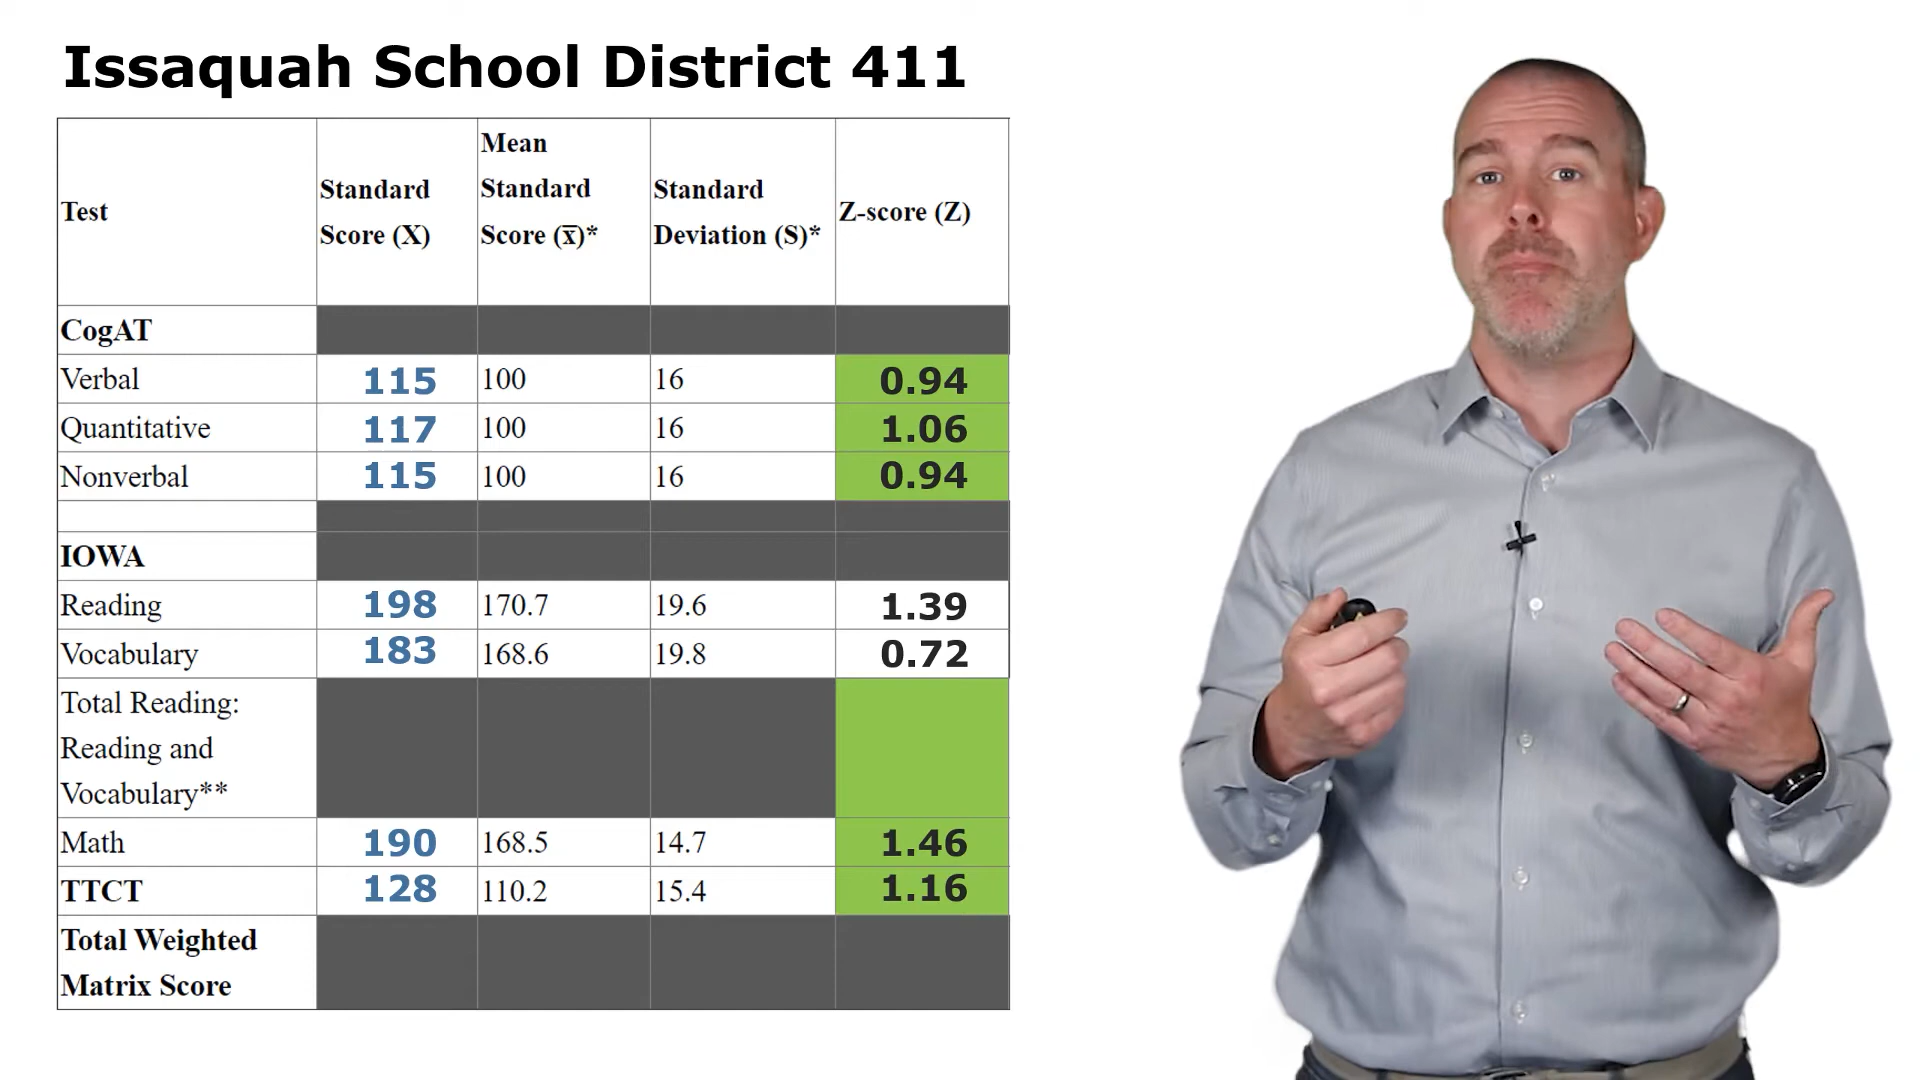 Issaquah School District 411
Test
Standard
Score (X)
Mean
Standard
Score (x̅)*
Standard
Deviation (S)*
Z-score (Z)
CogAT
Verbal 115 100 16 0.94
Quantitative 117 100 16 1.06
Nonverbal 115 100 16 0.94
IOWA
Reading 198 170.7 19.6 1.39
Vocabulary 183 168.6 19.8 0.72
Total Reading:
Reading and
Vocabulary**
Math 190 168.5 14.7 1.46
TTCT 128 110.2 15.4 1.16
Total Weighted
Matrix Score